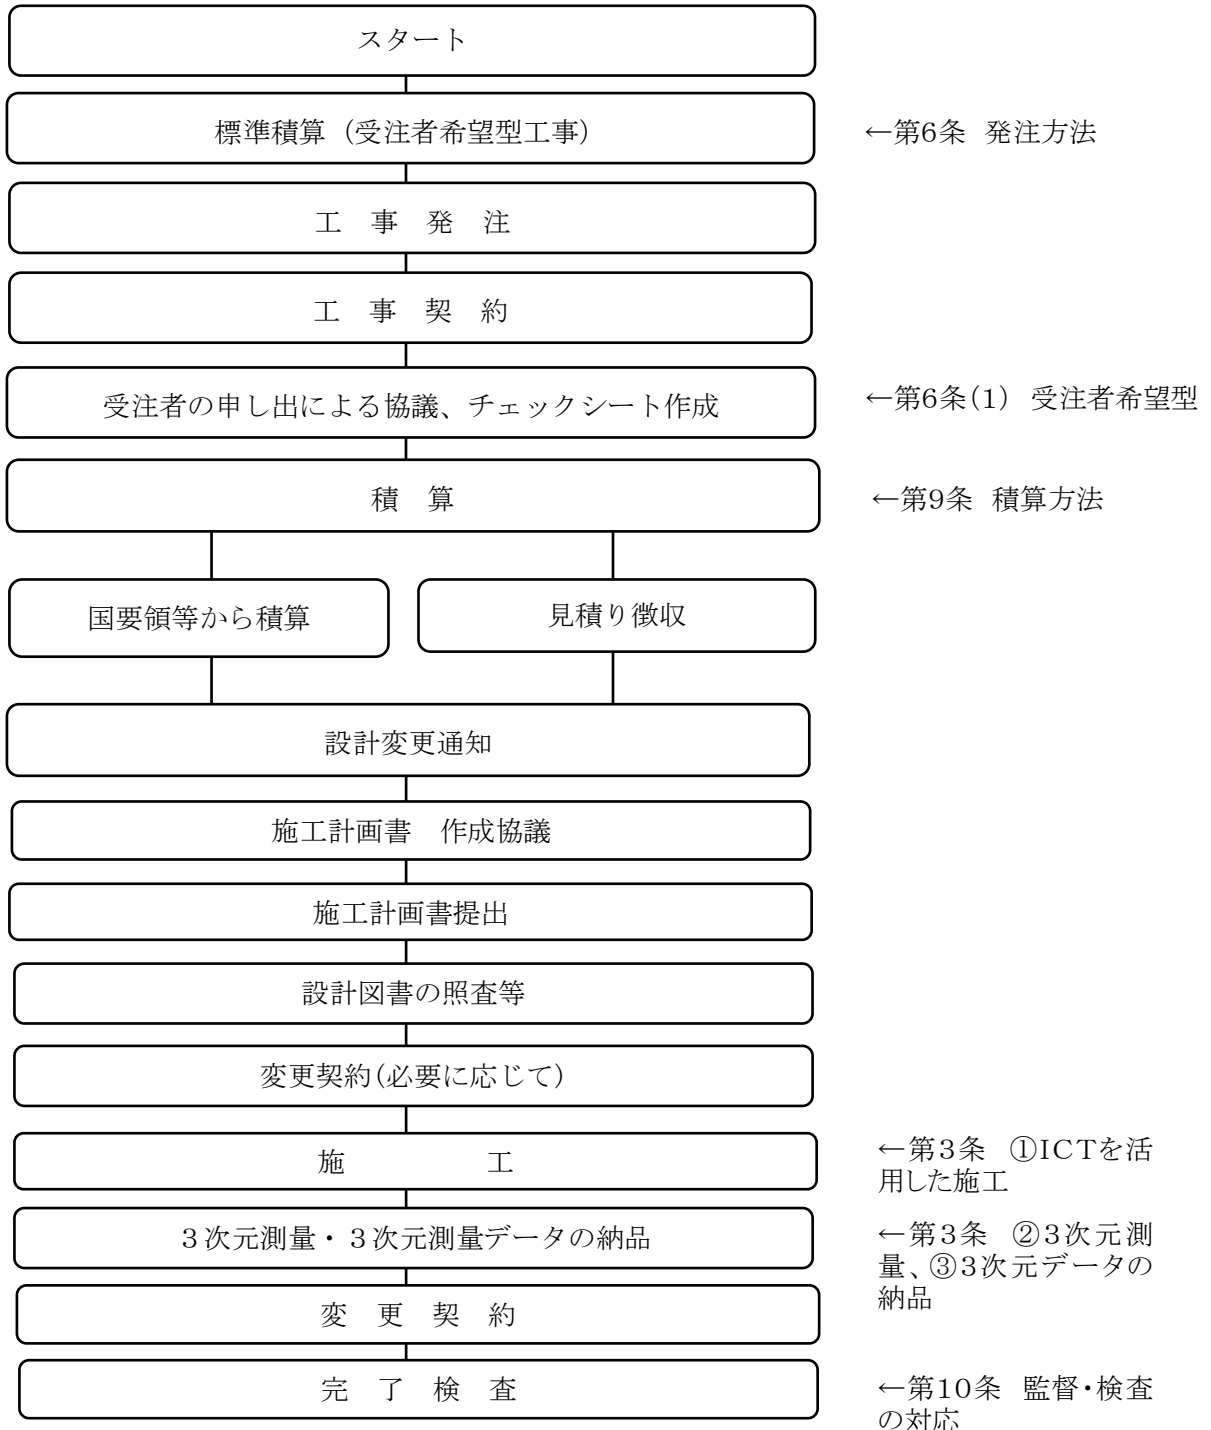 スタート
標準積算（受注者希望型工事）
←第6条 発注方法
工 事 発 注
工 事 契 約
受注者の申し出による協議、チェックシート作成
←第6条(1) 受注者希望型
積 算
←第9条 積算方法
国要領等から積算
見積り徴収
設計変更通知
施工計画書 作成協議
施工計画書提出
設計図書の照査等
変更契約(必要に応じて)
施 工
←第3条 ①ICTを活
用した施工
３次元測量・３次元測量データの納品
←第3条 ②3次元測
量、③3次元データの
納品
変 更 契 約
完 了 検 査
←第10条 監督・検査
の対応